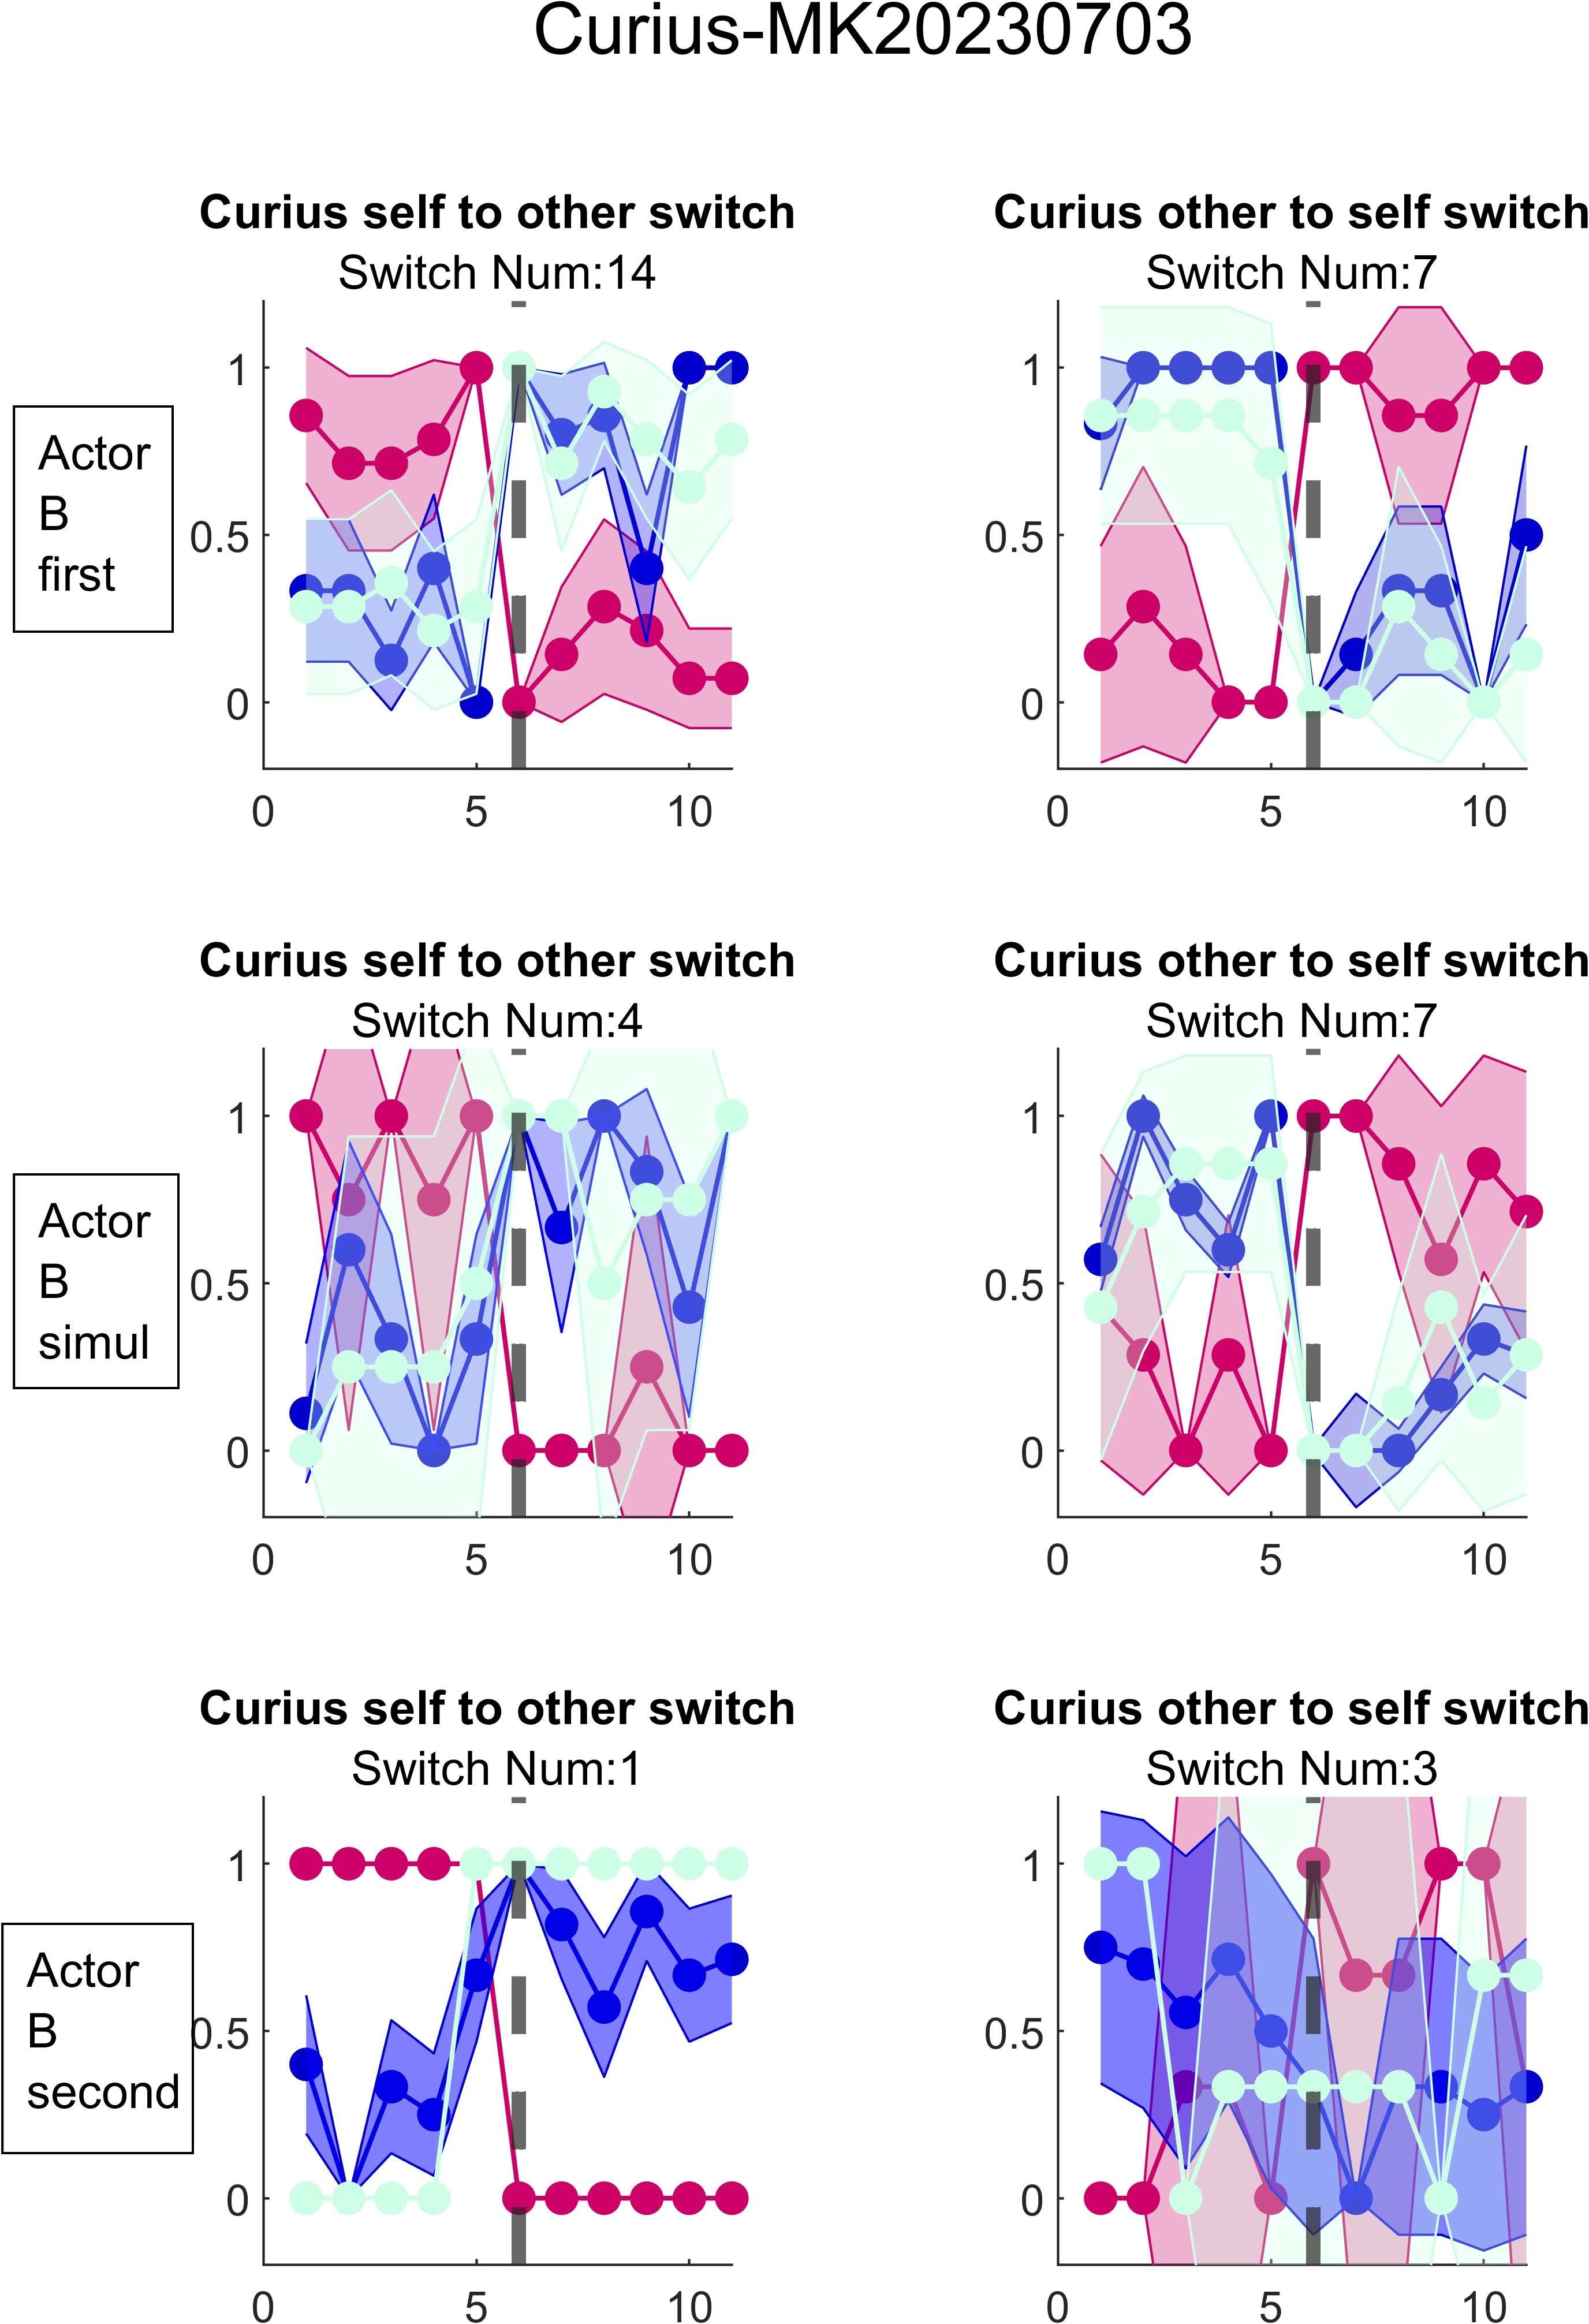 Curius-MK20230703
Curius self to other switch
Switch Num:14
Curius other to self switch
Switch Num:7
Actor
B
first
1
0.5
0
0
5
10
1
0.5
0
0
5
10
Curius self to other switch
Switch Num:4
Curius other to self switch
Switch Num:7
Actor
B
simul
1
0.5
0
0
5
10
1
0.5
0
0
5
10
Curius self to other switch
Switch Num:1
Curius other to self switch
Switch Num:3
Actor
B
second
1
0.5
0
0
5
10
1
0.5
0
0
5
10